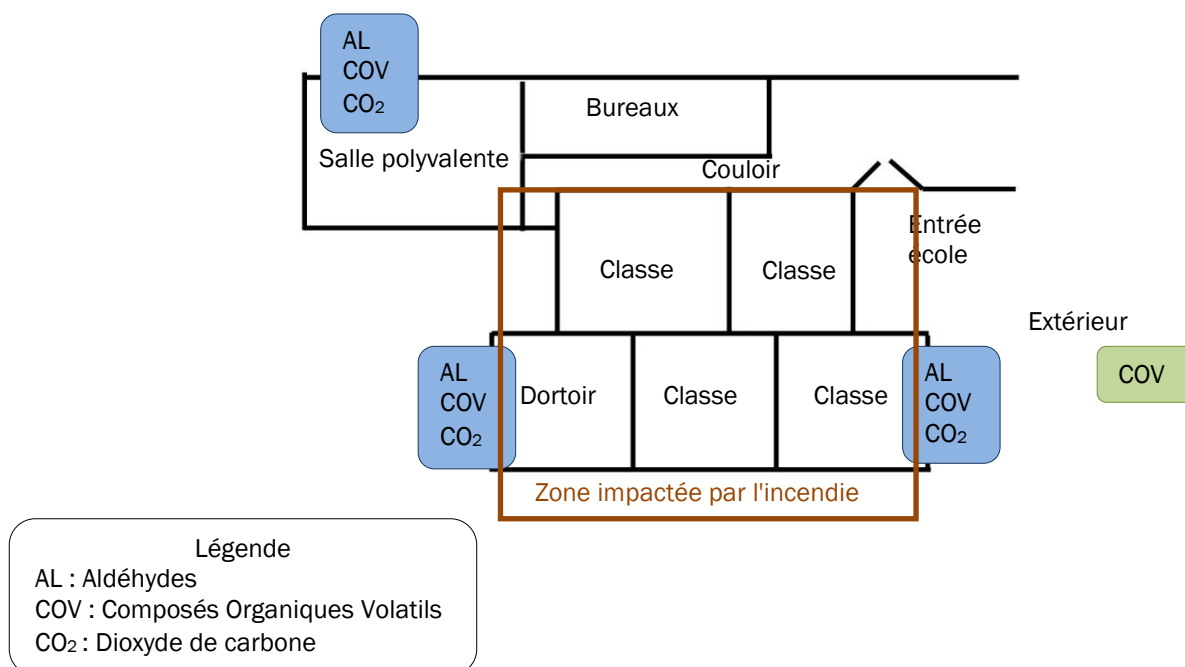 AL
COV
CO₂
Bureaux
Salle polyvalente
Couloir
Entrée
école
Classe
Classe
Extérieur
AL
COV
CO₂
Dortoir
Classe
Classe
AL
COV
CO₂
COV
Zone impactée par l'incendie
Légende
AL : Aldéhydes
COV : Composés Organiques Volatils
CO₂ : Dioxyde de carbone